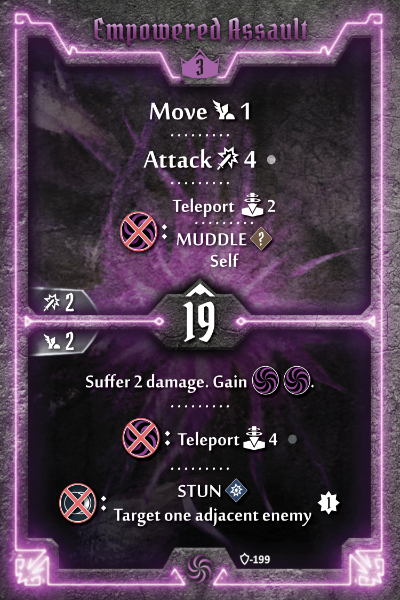 Empowered Assault
3
Move 1
Attack 4
Teleport 2
:
MUDDLE ?
Self
2
19
2
Suffer 2 damage. Gain .
: Teleport 4
:
STUN
Target one adjacent enemy 1
-199